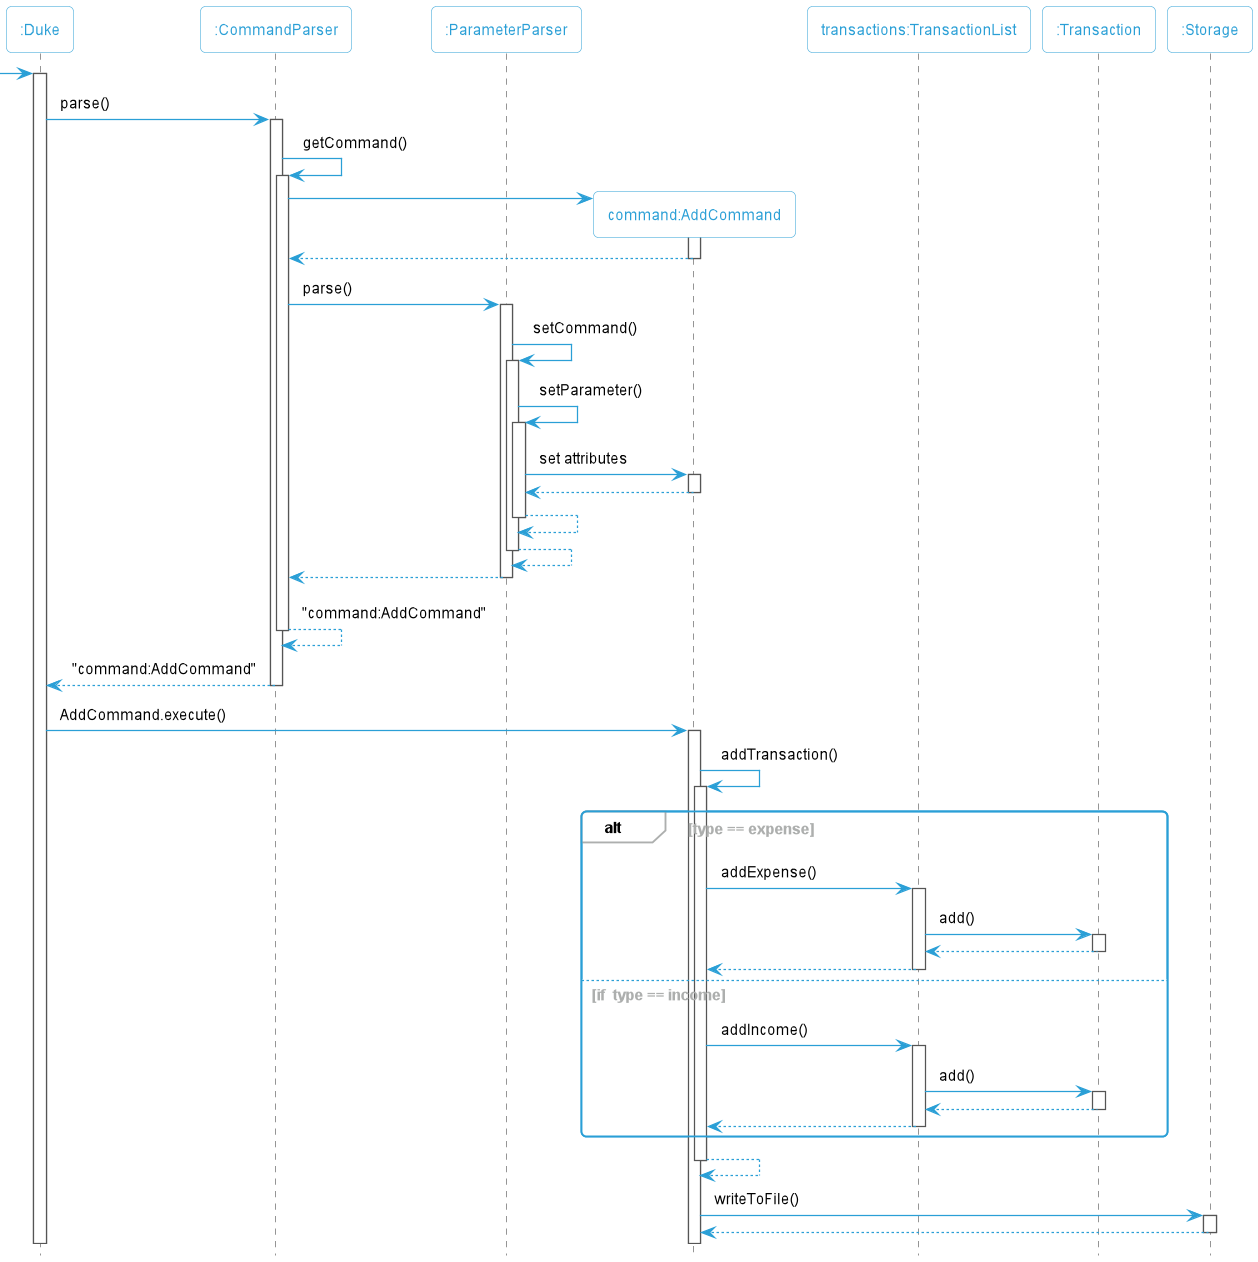 :Duke
:CommandParser
:ParameterParser
transactions:TransactionList
:Transaction
:Storage
parse()
getCommand()
command:AddCommand
parse()
setCommand()
setParameter()
set attributes
"command:AddCommand"
"command:AddCommand"
AddCommand.execute()
addTransaction()
alt [type == expense]
addExpense()
add()
[if  type == income]
addIncome()
add()
writeToFile()